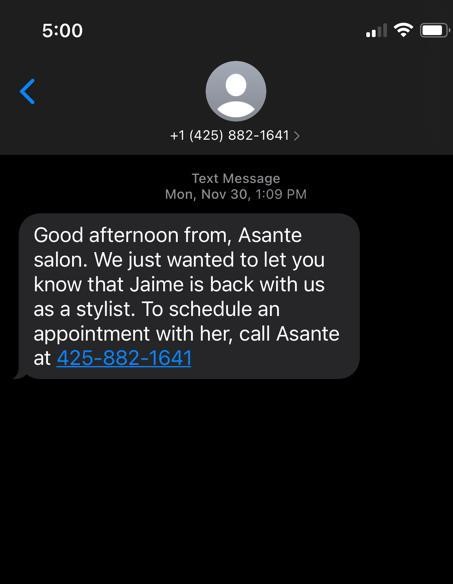 5:00
+1 (425) 882-1641 >
Text Message
Mon, Nov 30, 1:09 PM
Good afternoon from, Asante
salon. We just wanted to let you
know that Jaime is back with us
as a stylist. To schedule an
appointment with her, call Asante
at 425-882-1641